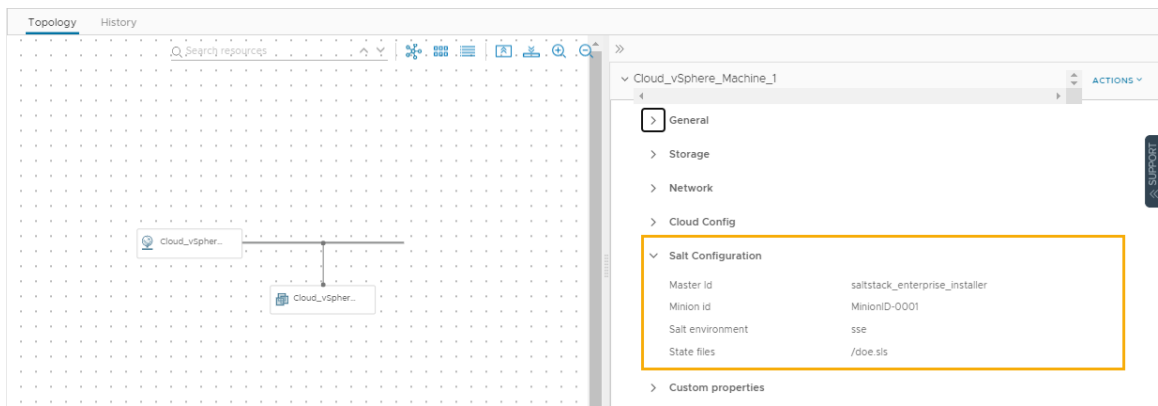 Topology History
Search resources
Cloud_vSphere_Machine_1
ACTIONS
General
Storage
Network
Cloud Config
Cloud_vSpher...
Cloud_vSpher...
Salt Configuration
Master Id saltstack_enterprise_installer
Minion id MinionID-0001
Salt environment sse
State files /doe.sls
Custom properties
SUPPORT